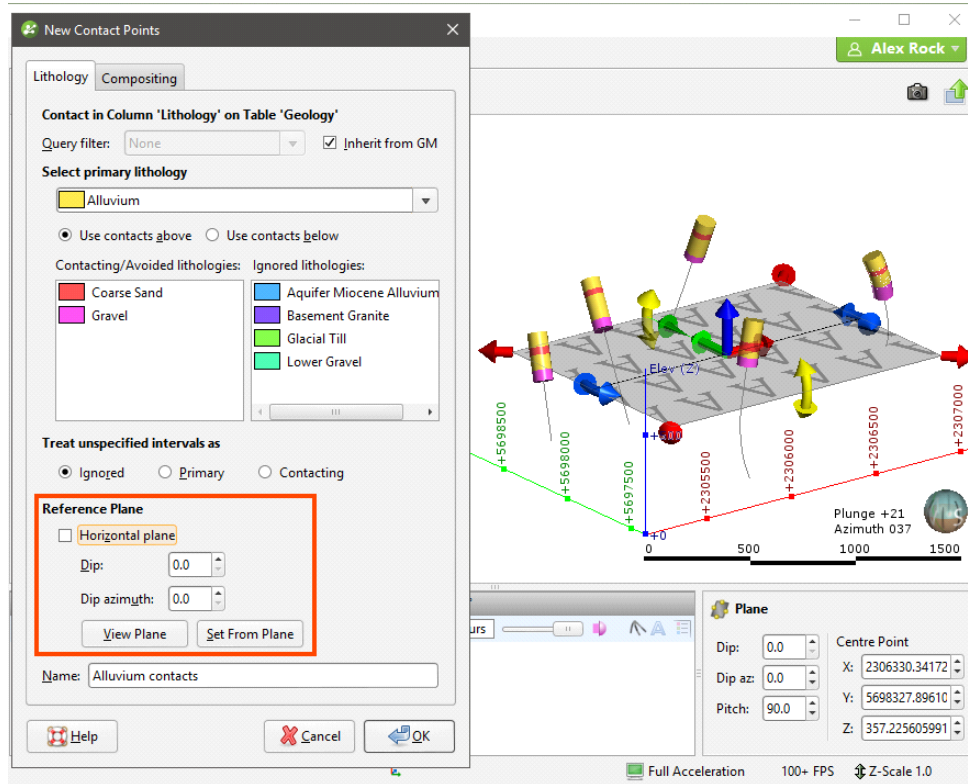 New Contact Points
Alex Rock
Lithology
Compositing
Contact in Column 'Lithology' on Table 'Geology'
Query filter: None
Inherit from GM
Select primary lithology
Alluvium
Use contacts above
Use contacts below
Contacting/Avoided lithologies:
Ignored lithologies:
Coarse Sand
Gravel
Aquifer Miocene Alluvium
Basement Granite
Glacial Till
Lower Gravel
Treat unspecified intervals as
Ignored
Primary
Contacting
Reference Plane
Horizontal plane
Dip: 0.0
Dip azimuth: 0.0
View Plane
Set From Plane
Name: Alluvium contacts
Help
Cancel
OK
Elev (Z)
+5698500
+5698000
+5697500
+0
+2305500
+2306000
+2306500
+2307000
Plunge +21
Azimuth 037
0 500 1000 1500
urs
Plane
Dip: 0.0
Dip az: 0.0
Pitch: 90.0
Centre Point
X: 2306330.34172
Y: 5698327.89610
Z: 357.225605991
Full Acceleration
100+ FPS
Z-Scale 1.0